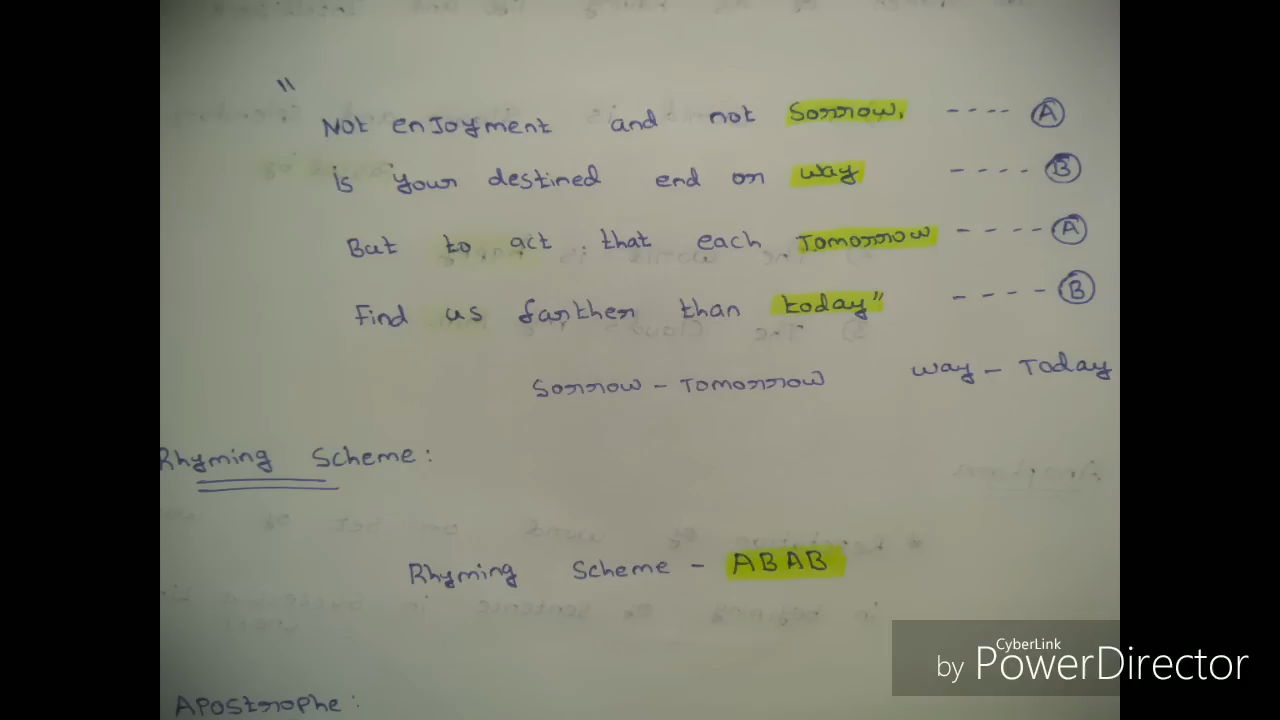 "
Not enjoyment and not Sorrow, ---- A
is your destined end on way ---- B
But to act that each Tomorrow ---- A
Find us farther than today" ---- B
Sorrow - Tomorrow way - Today
Rhyming Scheme:
Rhyming Scheme - ABAB
Apostrophe:
CyberLink
by PowerDirector